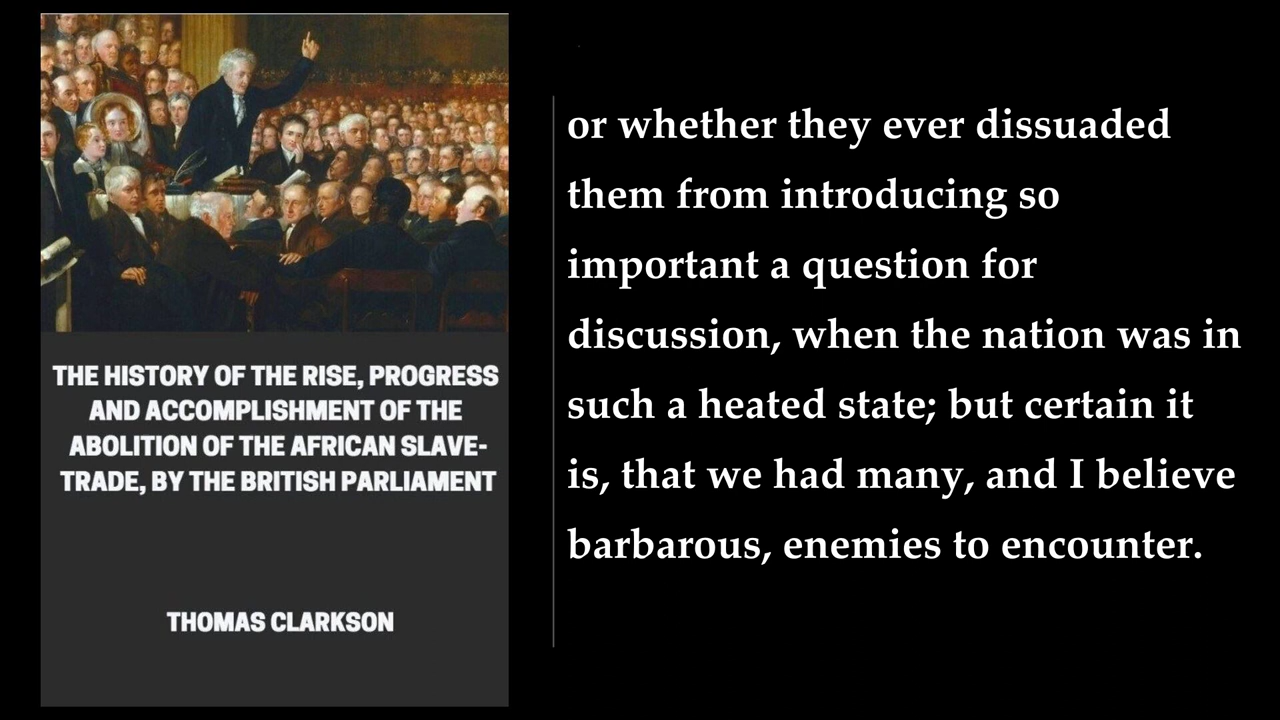 THE HISTORY OF THE RISE, PROGRESS
AND ACCOMPLISHMENT OF THE
ABOLITION OF THE AFRICAN SLAVE-
TRADE, BY THE BRITISH PARLIAMENT
THOMAS CLARKSON
or whether they ever dissuaded
them from introducing so
important a question for
discussion, when the nation was in
such a heated state; but certain it
is, that we had many, and I believe
barbarous, enemies to encounter.